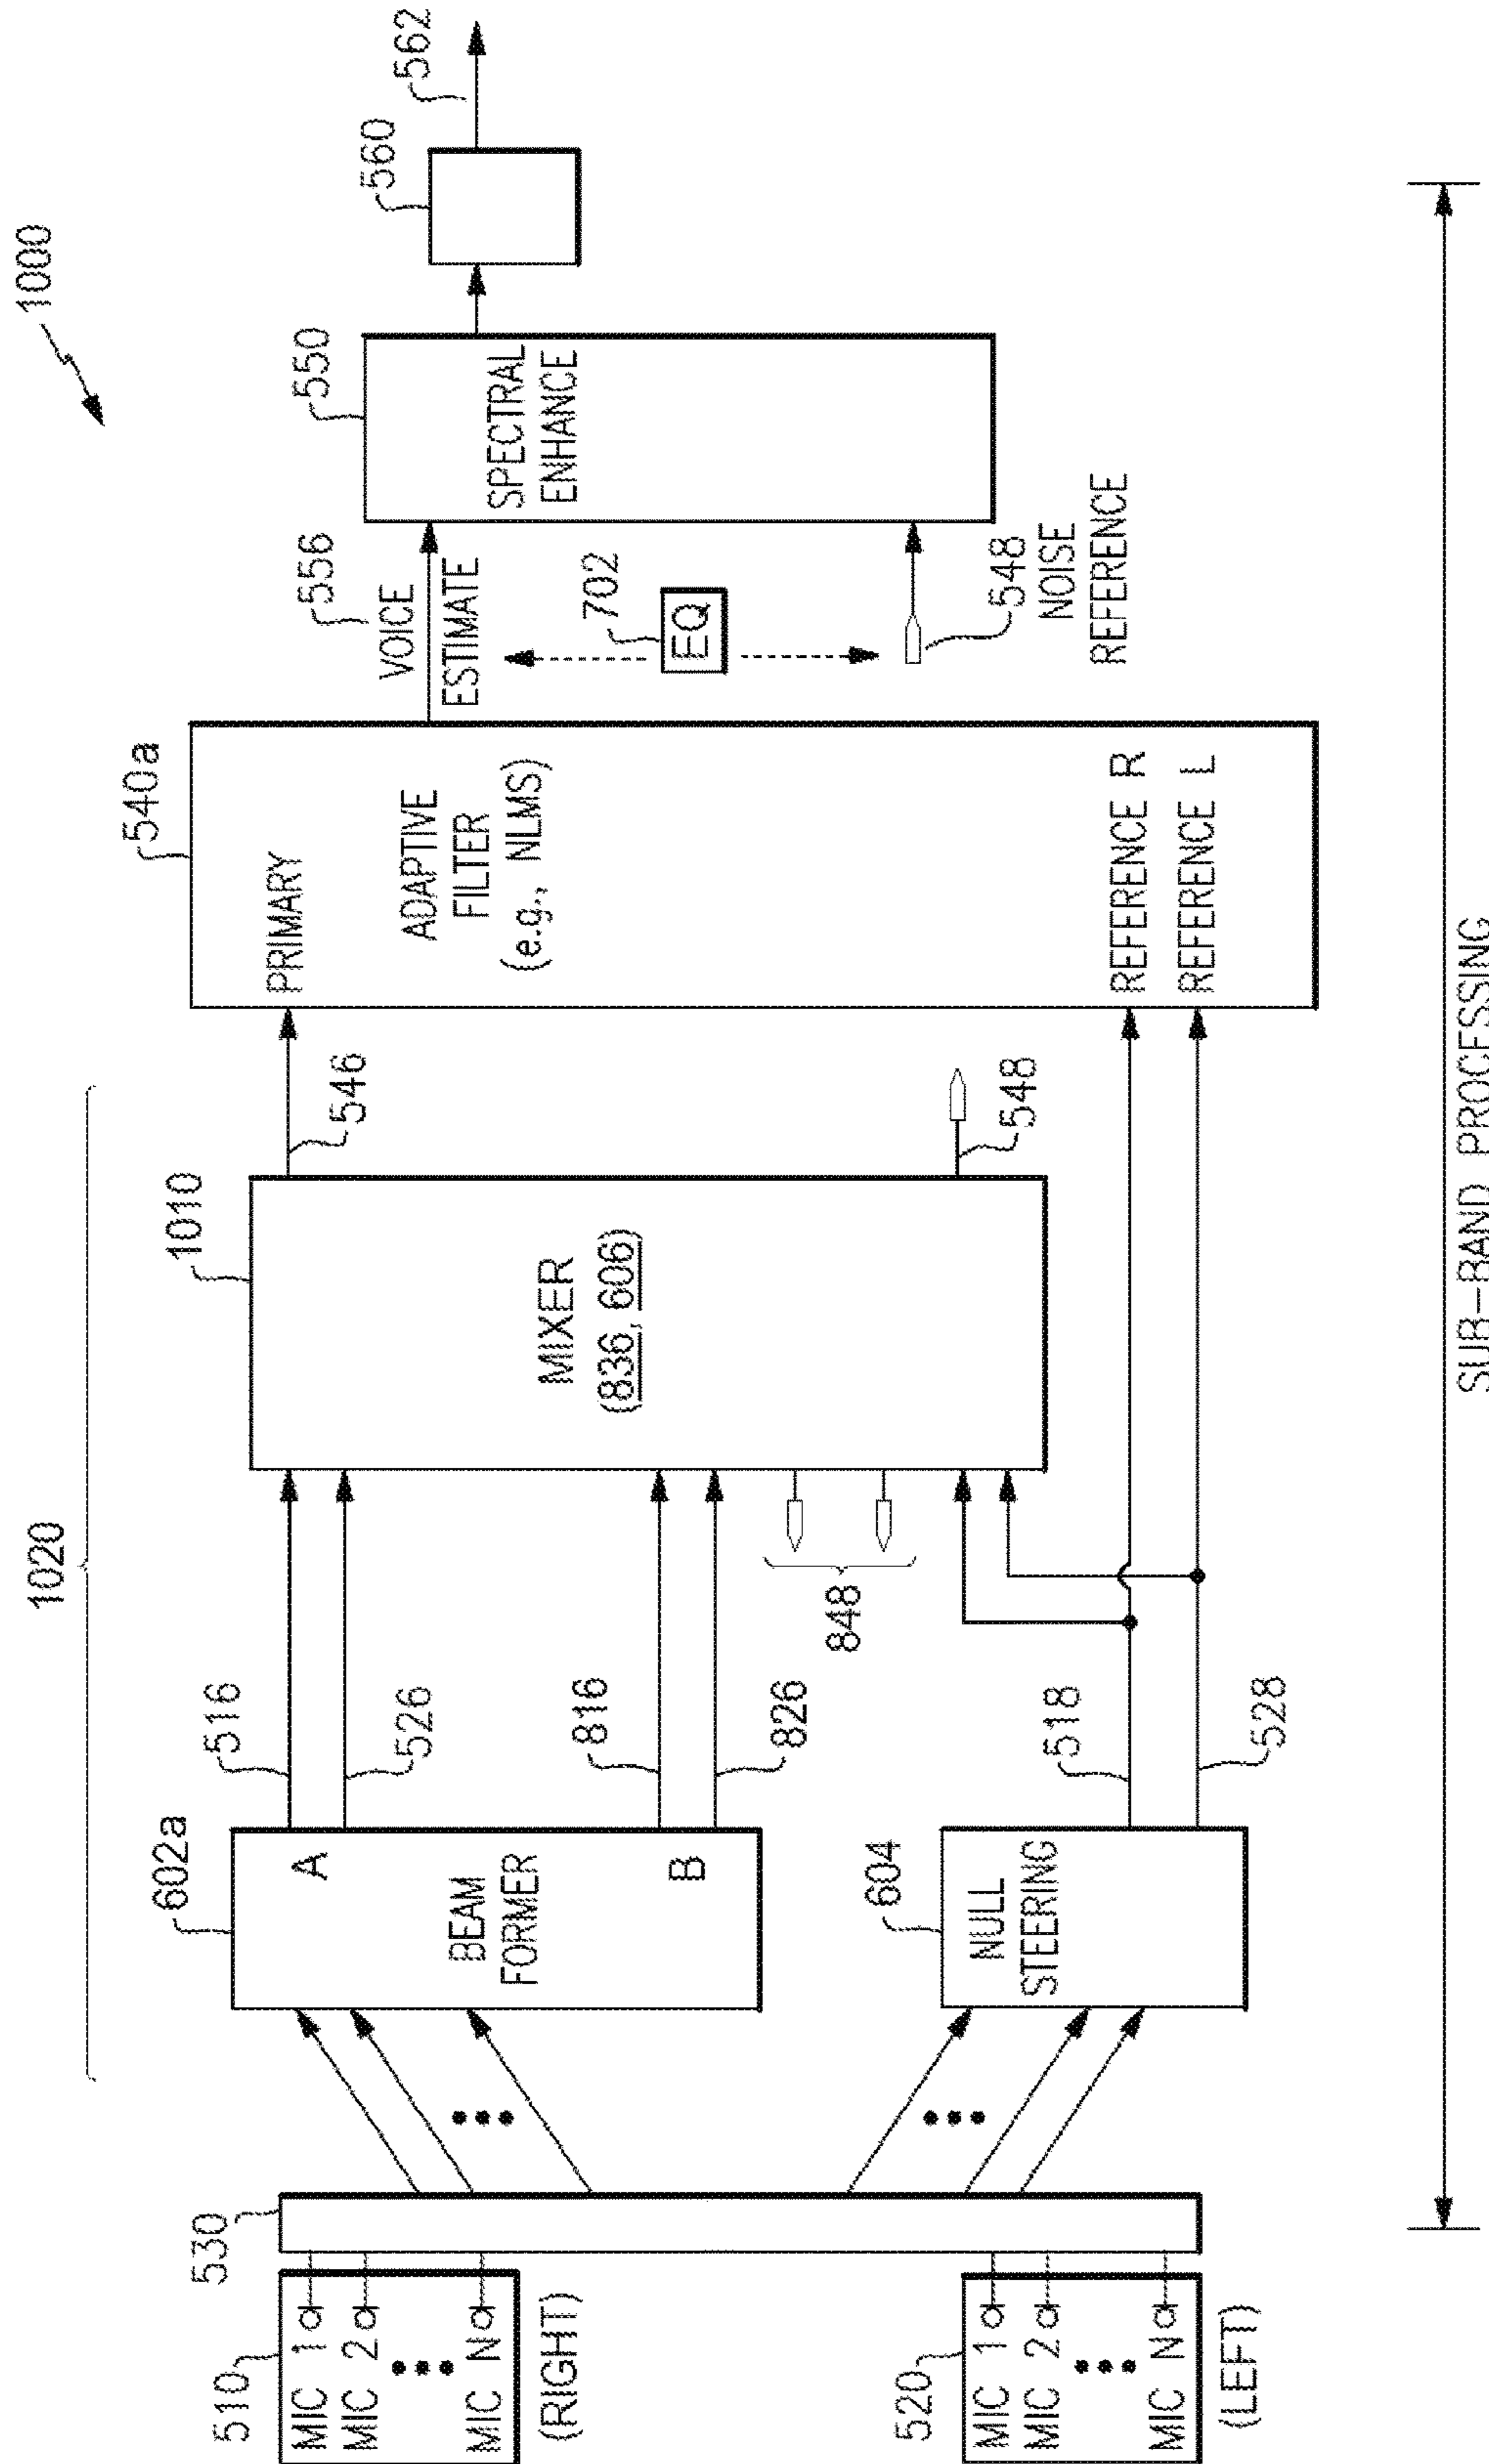 1000
1020
510
MIC 1
MIC 2
MIC N
(RIGHT)
520
MIC 1
MIC 2
MIC N
(LEFT)
530
602a
A
BEAM
FORMER
B
604
NULL
STEERING
516
526
816
826
848
518
528
1010
MIXER
(836, 606)
546
548
540a
PRIMARY
ADAPTIVE
FILTER
(e.g., NLMS)
REFERENCE R
REFERENCE L
556
VOICE
ESTIMATE
702
EQ
548
NOISE
REFERENCE
550
SPECTRAL
ENHANCE
560
562
SUB-BAND PROCESSING